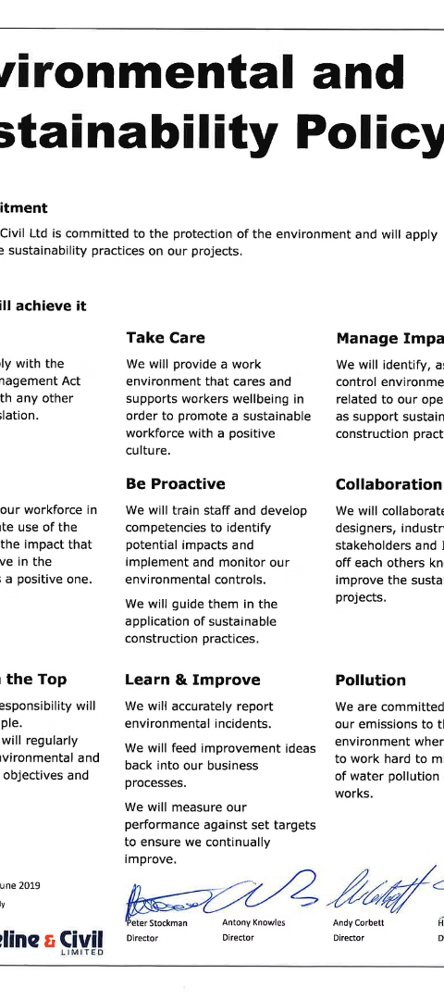 vironmental and
stainability Policy
itment
Civil Ltd is committed to the protection of the environment and will apply
e sustainability practices on our projects.
ill achieve it
ly with the
nagement Act
th any other
slation.
Take Care
We will provide a work
environment that cares and
supports workers wellbeing in
order to promote a sustainable
workforce with a positive
culture.
Manage Impa
We will identify, as
control environme
related to our ope
as support sustain
construction pract
our workforce in
te use of the
the impact that
ve in the
s a positive one.
Be Proactive
We will train staff and develop
competencies to identify
potential impacts and
implement and monitor our
environmental controls.
We will guide them in the
application of sustainable
construction practices.
Collaboration
We will collaborate
designers, industry
stakeholders and I
off each others kn
improve the susta
projects.
the Top
esponsibility will
ple.
will regularly
vironmental and
objectives and
Learn & Improve
We will accurately report
environmental incidents.
We will feed improvement ideas
back into our business
processes.
We will measure our
performance against set targets
to ensure we continually
improve.
Pollution
We are committed
our emissions to th
environment wher
to work hard to mi
of water pollution
works.
une 2019
ly
eline & Civil
LIMITED
Peter Stockman
Director
Antony Knowles
Director
Andy Corbett
Director
H
D